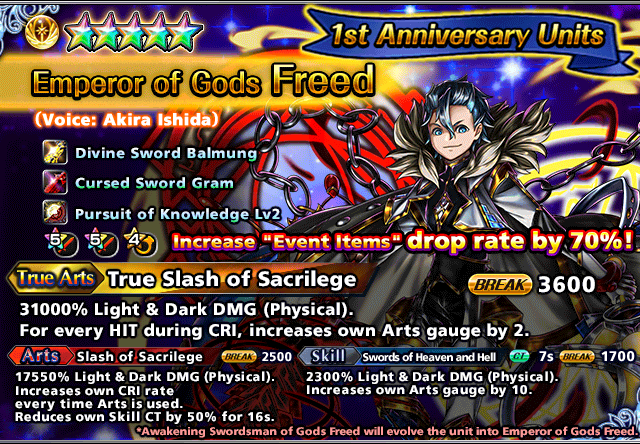 1st Anniversary Units
Emperor of Gods Freed
(Voice: Akira Ishida)
Divine Sword Balmung
Cursed Sword Gram
Pursuit of Knowledge Lv2
5 5 4
Increase "Event Items" drop rate by 70%!
True Arts True Slash of Sacrilege BREAK 3600
31000% Light & Dark DMG (Physical).
For every HIT during CRI, increases own Arts gauge by 2.
Arts Slash of Sacrilege BREAK 2500
17550% Light & Dark DMG (Physical).
Increases own CRI rate
every time Arts is used.
Reduces own Skill CT by 50% for 16s.
Skill Swords of Heaven and Hell CT 7s BREAK 1700
2300% Light & Dark DMG (Physical).
Increases own Arts gauge by 10.
*Awakening Swordsman of Gods Freed will evolve the unit into Emperor of Gods Freed.